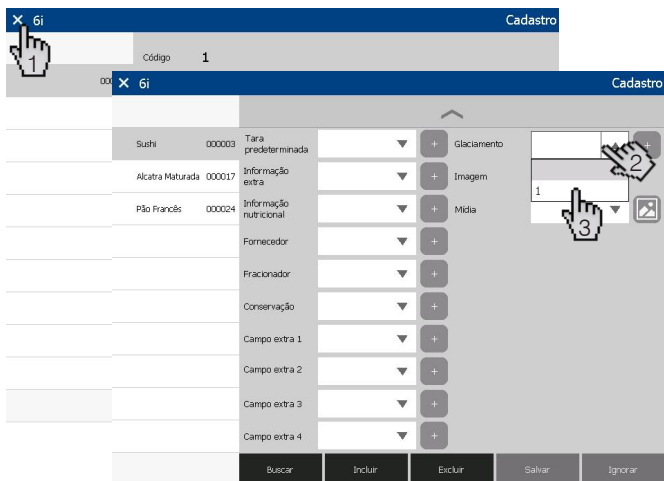 6i Cadastro
1
Código 1
000
6i Cadastro
Sushi 000003 Tara predeterminada + Glaciamento +
2
Alcatra Maturada 000017 Informação extra + Imagem
1
Pão Francês 000024 Informação nutricional + Mídia
3
Fornecedor +
Fracionador +
Conservação +
Campo extra 1 +
Campo extra 2 +
Campo extra 3 +
Campo extra 4 +
Buscar Incluir Excluir Salvar Ignorar